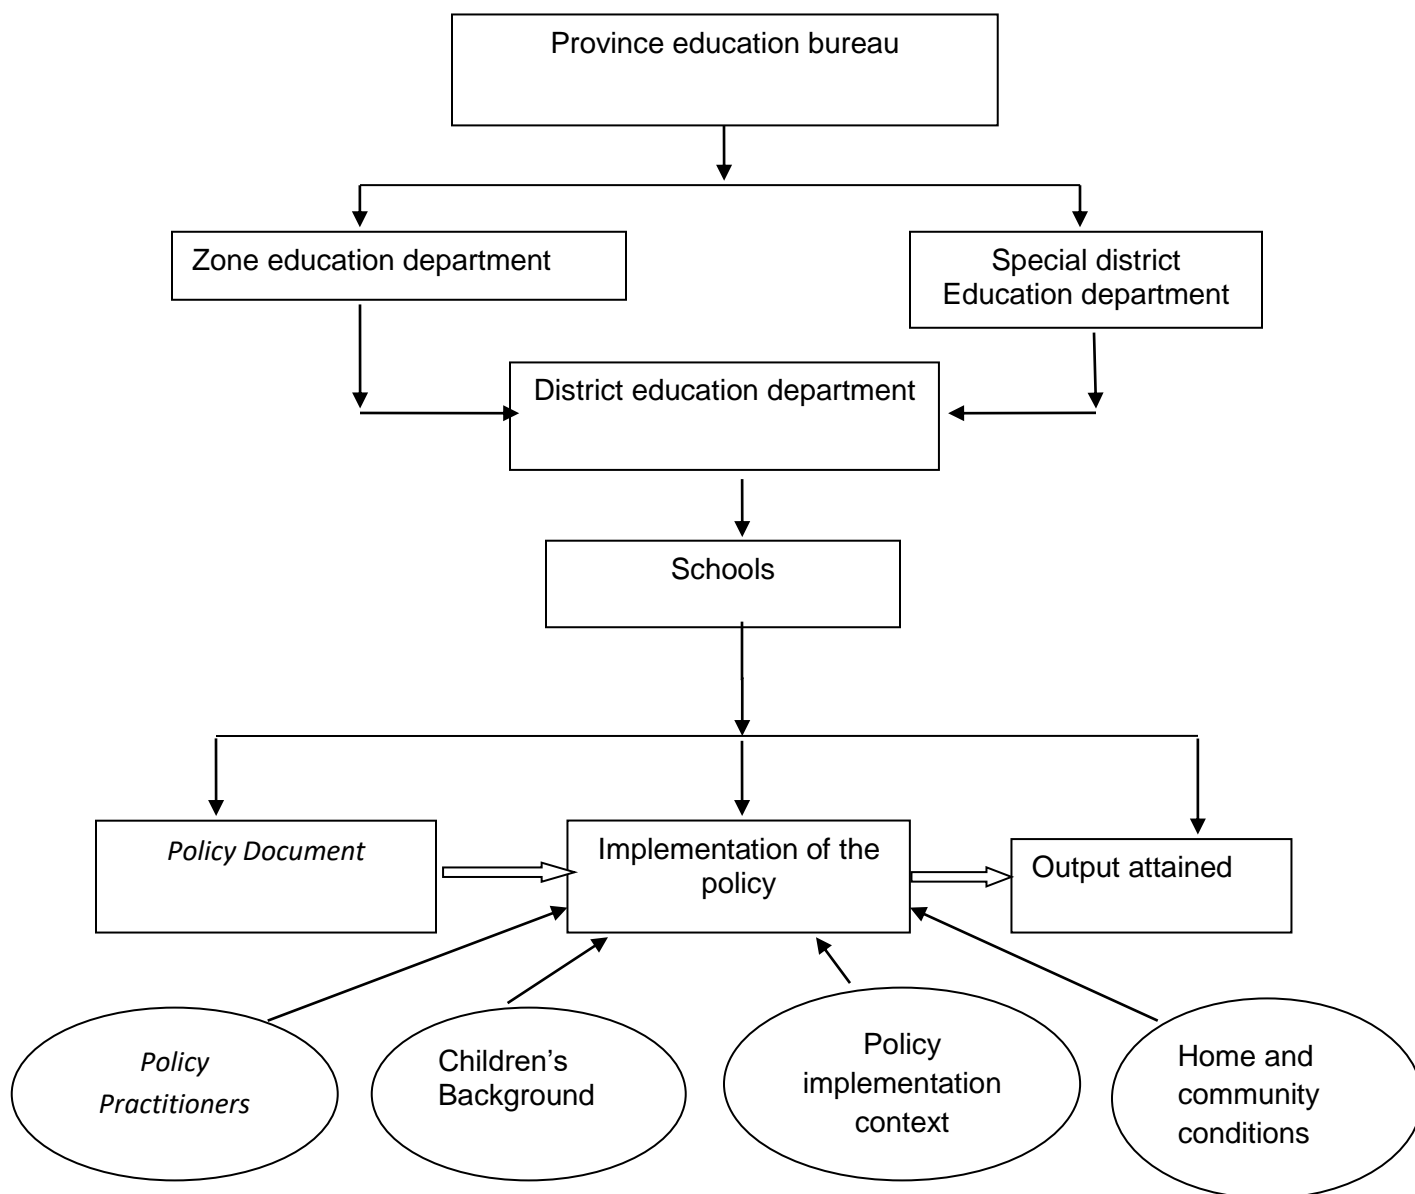 Province education bureau
Zone education department
Special district
Education department
District education department
Schools
Policy Document
Implementation of the
policy
Output attained
Policy
Practitioners
Children’s
Background
Policy
implementation
context
Home and
community
conditions